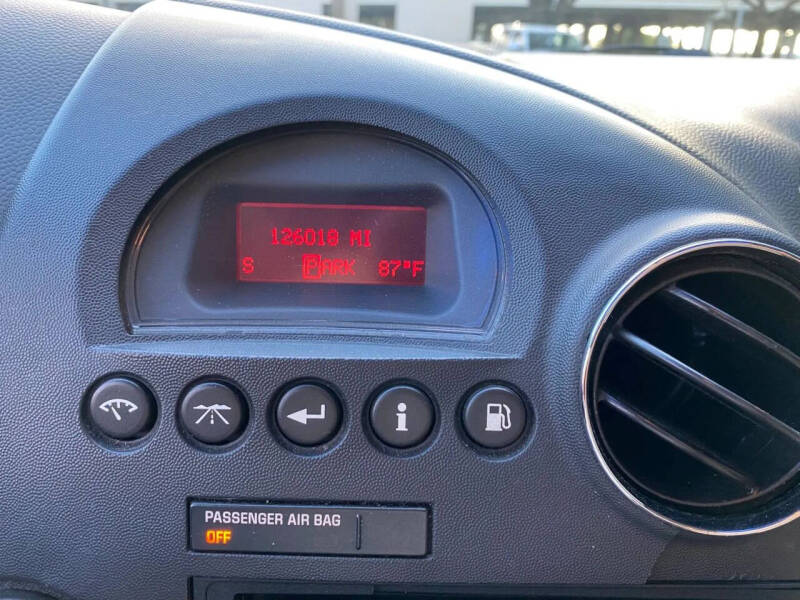 126018 MI
S PARK 87°F
i
PASSENGER AIR BAG
OFF